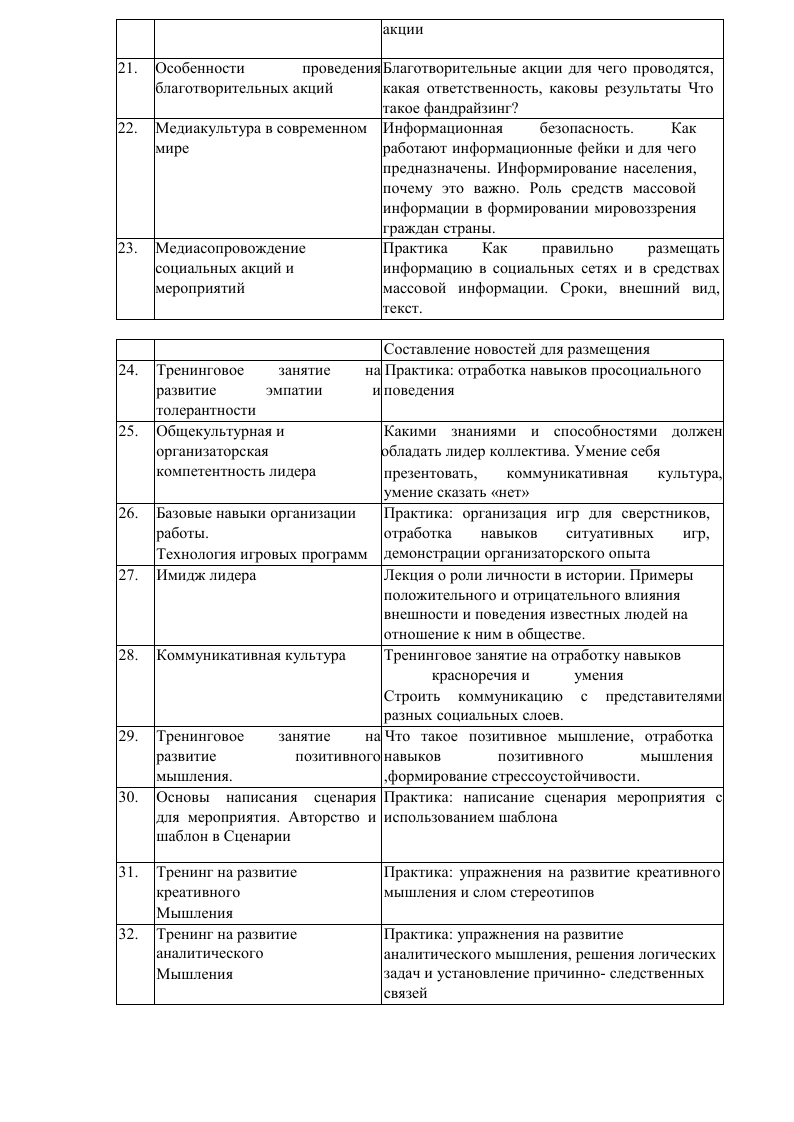 акции
21. Особенности проведения
благотворительных акций
Благотворительные акции для чего проводятся,
какая ответственность, каковы результаты Что
такое фандрайзинг?
22. Медиакультура в современном
мире
Информационная безопасность. Как
работают информационные фейки и для чего
предназначены. Информирование населения,
почему это важно. Роль средств массовой
информации в формировании мировоззрения
граждан страны.
23. Медиасопровождение
социальных акций и
мероприятий
Практика Как правильно размещать
информацию в социальных сетях и в средствах
массовой информации. Сроки, внешний вид,
текст.
Составление новостей для размещения
24. Тренинговое занятие на
развитие эмпатии и
толерантности
Практика: отработка навыков просоциального
поведения
25. Общекультурная и
организаторская
компетентность лидера
Какими знаниями и способностями должен
обладать лидер коллектива. Умение себя
презентовать, коммуникативная культура,
умение сказать «нет»
26. Базовые навыки организации
работы.
Технология игровых программ
Практика: организация игр для сверстников,
отработка навыков ситуативных игр,
демонстрации организаторского опыта
27. Имидж лидера
Лекция о роли личности в истории. Примеры
положительного и отрицательного влияния
внешности и поведения известных людей на
отношение к ним в обществе.
28. Коммуникативная культура
Тренинговое занятие на отработку навыков
красноречия и умения
Строить коммуникацию с представителями
разных социальных слоев.
29. Тренинговое занятие на
развитие позитивного
мышления.
Что такое позитивное мышление, отработка
навыков позитивного мышления
,формирование стрессоустойчивости.
30. Основы написания сценария
для мероприятия. Авторство и
шаблон в Сценарии
Практика: написание сценария мероприятия с
использованием шаблона
31. Тренинг на развитие
креативного
Мышления
Практика: упражнения на развитие креативного
мышления и слом стереотипов
32. Тренинг на развитие
аналитического
Мышления
Практика: упражнения на развитие
аналитического мышления, решения логических
задач и установление причинно- следственных
связей